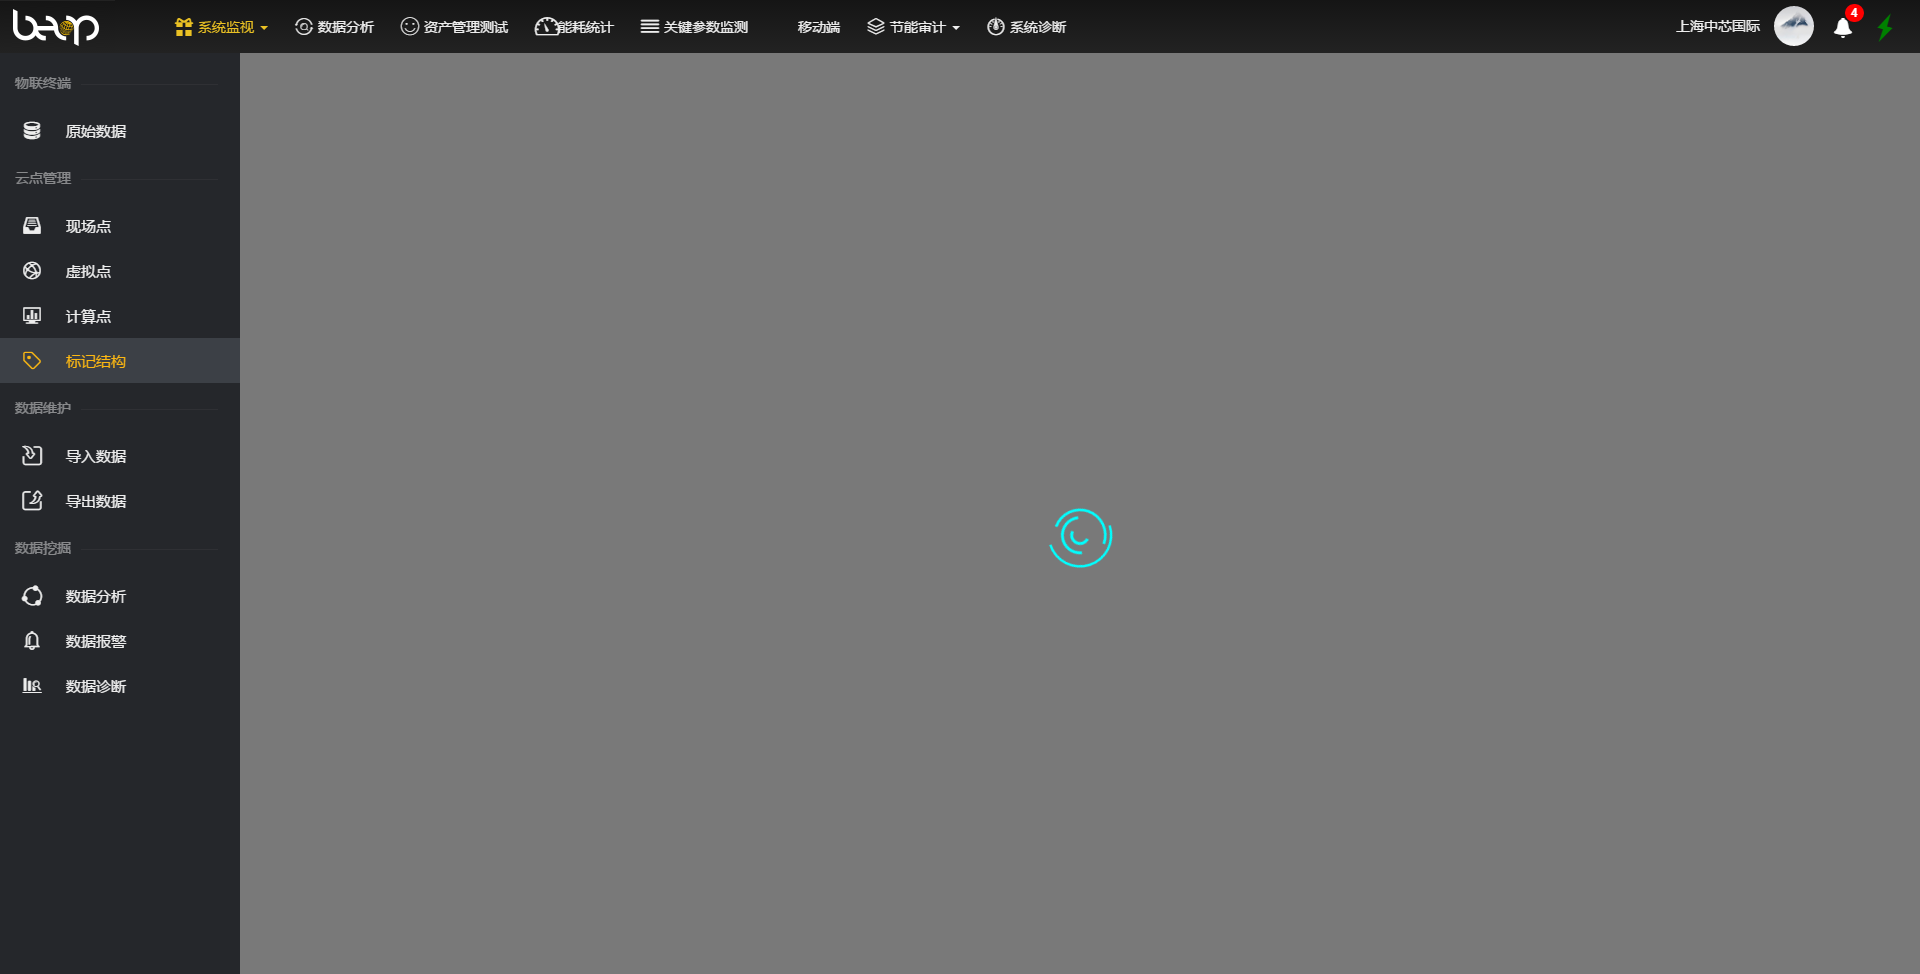 beop 系统监视 数据分析 资产管理测试 能耗统计 关键参数监测 移动端 节能审计 系统诊断 上海中芯国际 4
物联终端
原始数据
云点管理
现场点
虚拟点
计算点
标记结构
数据维护
导入数据
导出数据
数据挖掘
数据分析
数据报警
数据诊断